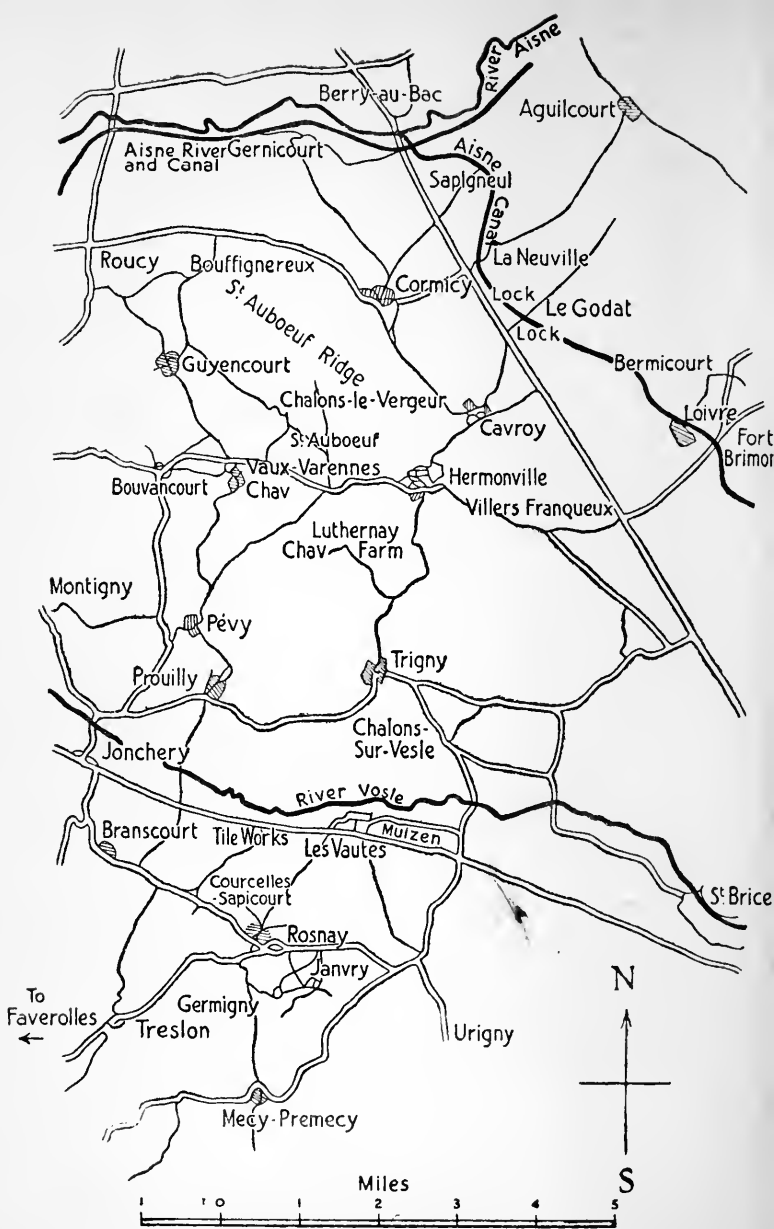 River
Aisne
Berry-au-Bac
Aguilcourt
Aisne River
and Canal
Gernicourt
Aisne
Canal
Sapigneul
Roucy
Bouffignereux
La Neuville
St Auboeuf Ridge
Cormicy
Lock
Le Godat
Lock
Guyencourt
Bermicourt
Chalons-le-Vergeur
Cavroy
Loivre
Fort
Brimon
St Auboeuf
Vaux-Varennes
Hermonville
Bouvancourt
Chav
Villers Franqueux
Luthernay
Chav Farm
Montigny
Pévy
Prouilly
Trigny
Chalons-
Sur-Vesle
Jonchery
River Vosle
Branscourt
Tile Works
Les Vautes
Muizen
St Brice
Courcelles
-Sapicourt
Rosnay
Janvry
To
Faverolles
Germigny
Treslon
Urigny
N
Mecy-Premecy
S
Miles
1 ½ 0 1 2 3 4 5